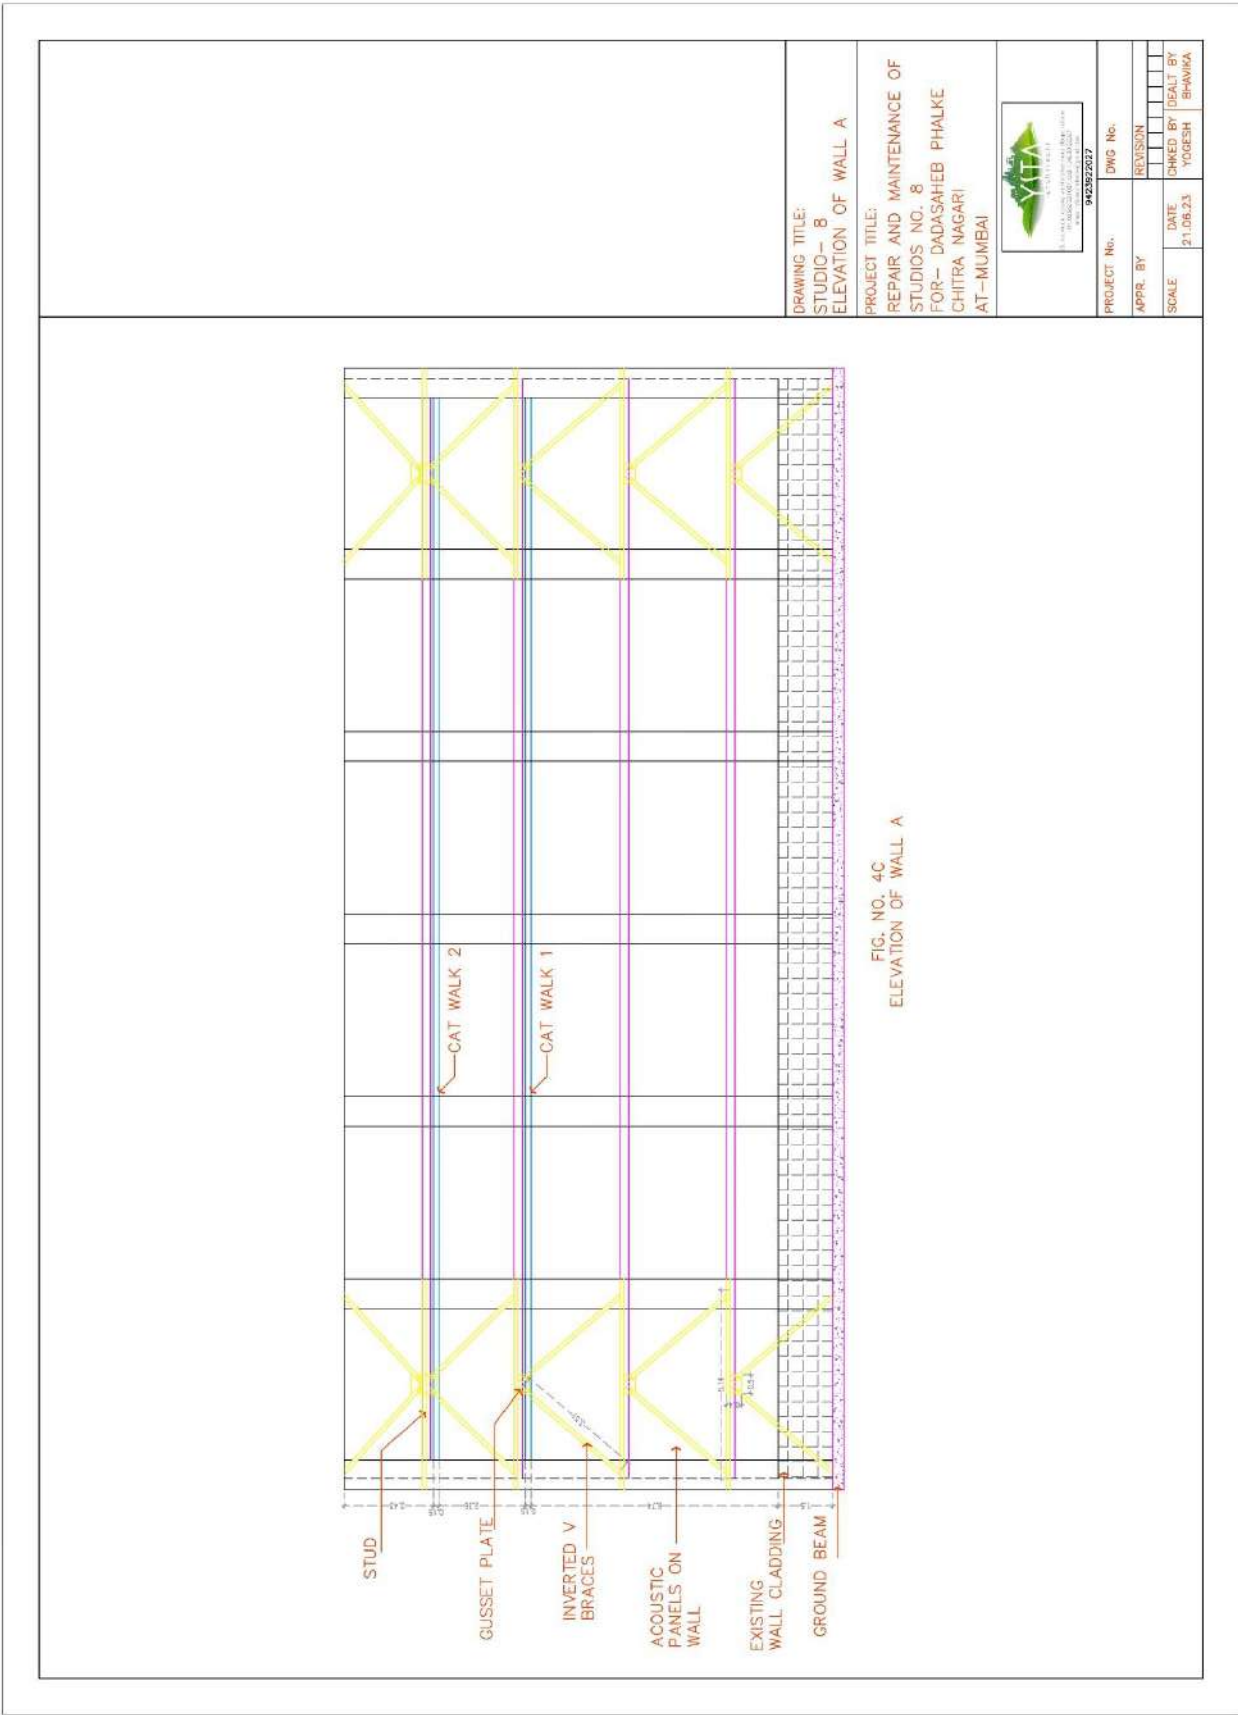 STUD
GUSSET PLATE
INVERTED V
BRACES
ACOUSTIC
PANELS ON
WALL
EXISTING
WALL CLADDING
GROUND BEAM
CAT WALK 2
CAT WALK 1
FIG. NO. 4C
ELEVATION OF WALL A
DRAWING TITLE:
STUDIO- 8
ELEVATION OF WALL A
PROJECT TITLE:
REPAIR AND MAINTENANCE OF
STUDIOS NO. 8
FOR- DADASAHEB PHALKE
CHITRA NAGARI
AT-MUMBAI
9423922027
PROJECT No.
DWG No.
APPR. BY
REVISION
SCALE
DATE
21.06.23
CHKED BY
YOGESH
DEALT BY
BHAVIKA